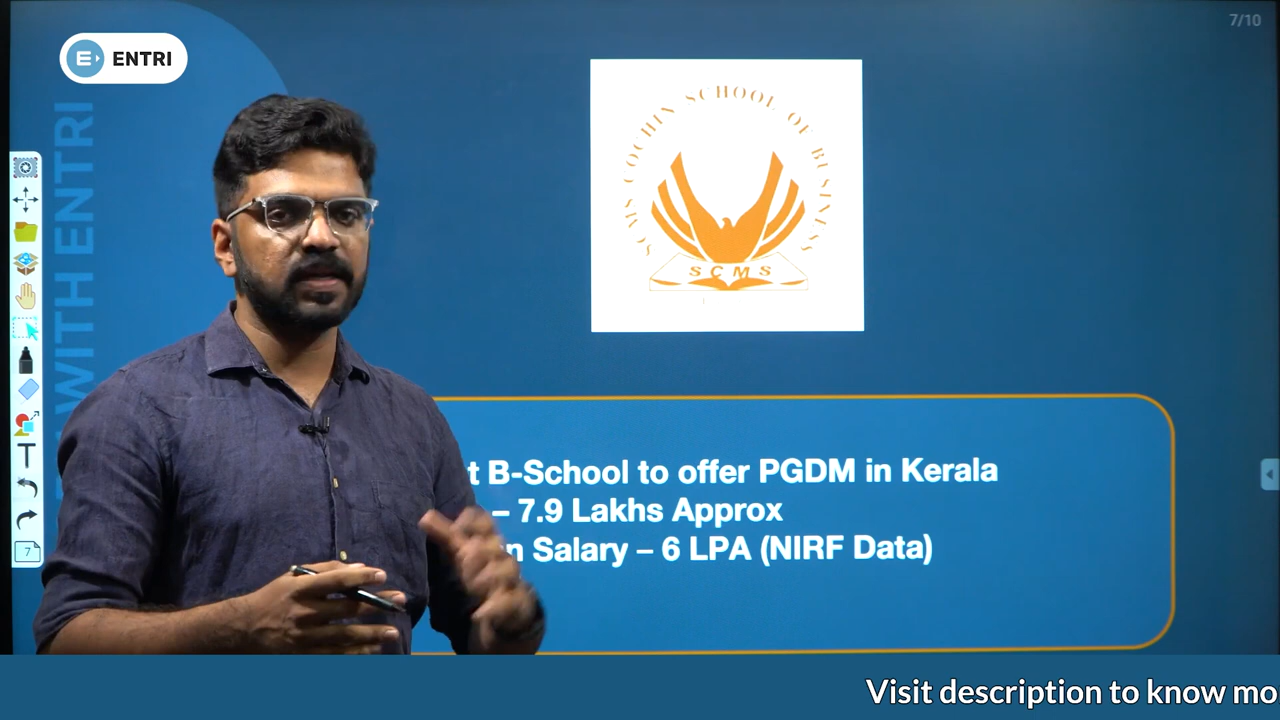 7/10
ENTRI
WITH ENTRI
SCMS COCHIN SCHOOL OF BUSINESS
SCMS
B-School to offer PGDM in Kerala
– 7.9 Lakhs Approx
Salary – 6 LPA (NIRF Data)
T
7
Visit description to know mo